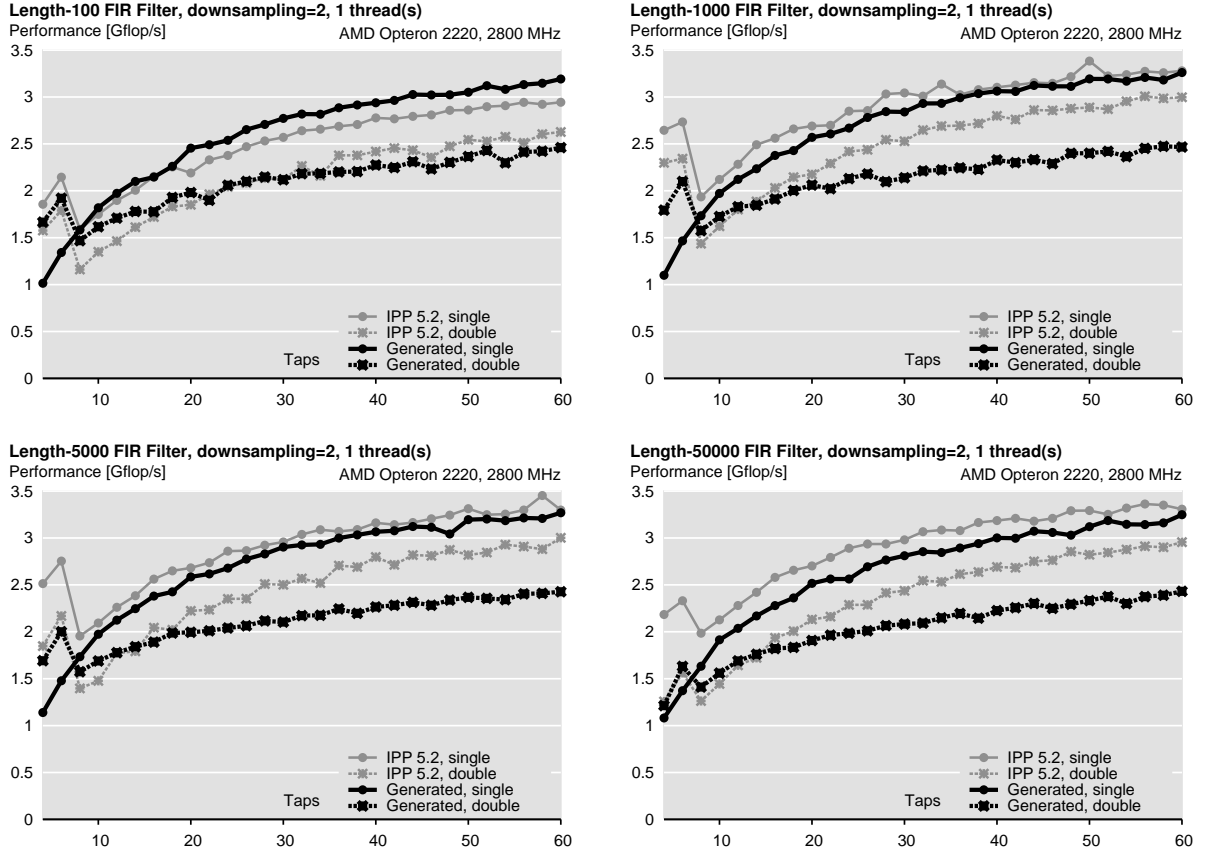 Length-100 FIR Filter, downsampling=2, 1 thread(s)
Performance [Gflop/s]
AMD Opteron 2220, 2800 MHz
3.5
3
2.5
2
1.5
1
0.5
0
IPP 5.2, single
IPP 5.2, double
Generated, single
Generated, double
Taps
10
20
30
40
50
60
Length-1000 FIR Filter, downsampling=2, 1 thread(s)
Performance [Gflop/s]
AMD Opteron 2220, 2800 MHz
3.5
3
2.5
2
1.5
1
0.5
0
IPP 5.2, single
IPP 5.2, double
Generated, single
Generated, double
Taps
10
20
30
40
50
60
Length-5000 FIR Filter, downsampling=2, 1 thread(s)
Performance [Gflop/s]
AMD Opteron 2220, 2800 MHz
3.5
3
2.5
2
1.5
1
0.5
0
IPP 5.2, single
IPP 5.2, double
Generated, single
Generated, double
Taps
10
20
30
40
50
60
Length-50000 FIR Filter, downsampling=2, 1 thread(s)
Performance [Gflop/s]
AMD Opteron 2220, 2800 MHz
3.5
3
2.5
2
1.5
1
0.5
0
IPP 5.2, single
IPP 5.2, double
Generated, single
Generated, double
Taps
10
20
30
40
50
60